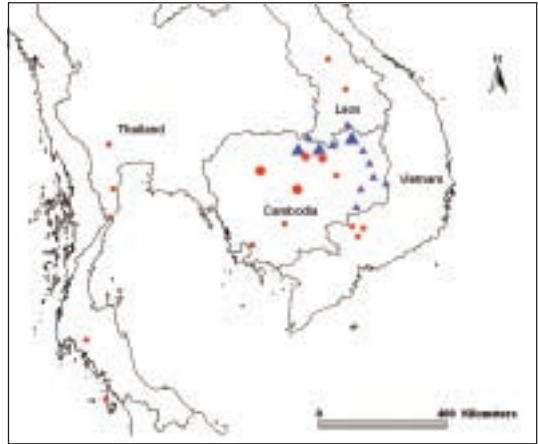 N
Laos
Thailand
Vietnam
Cambodia
0 400 Kilometers